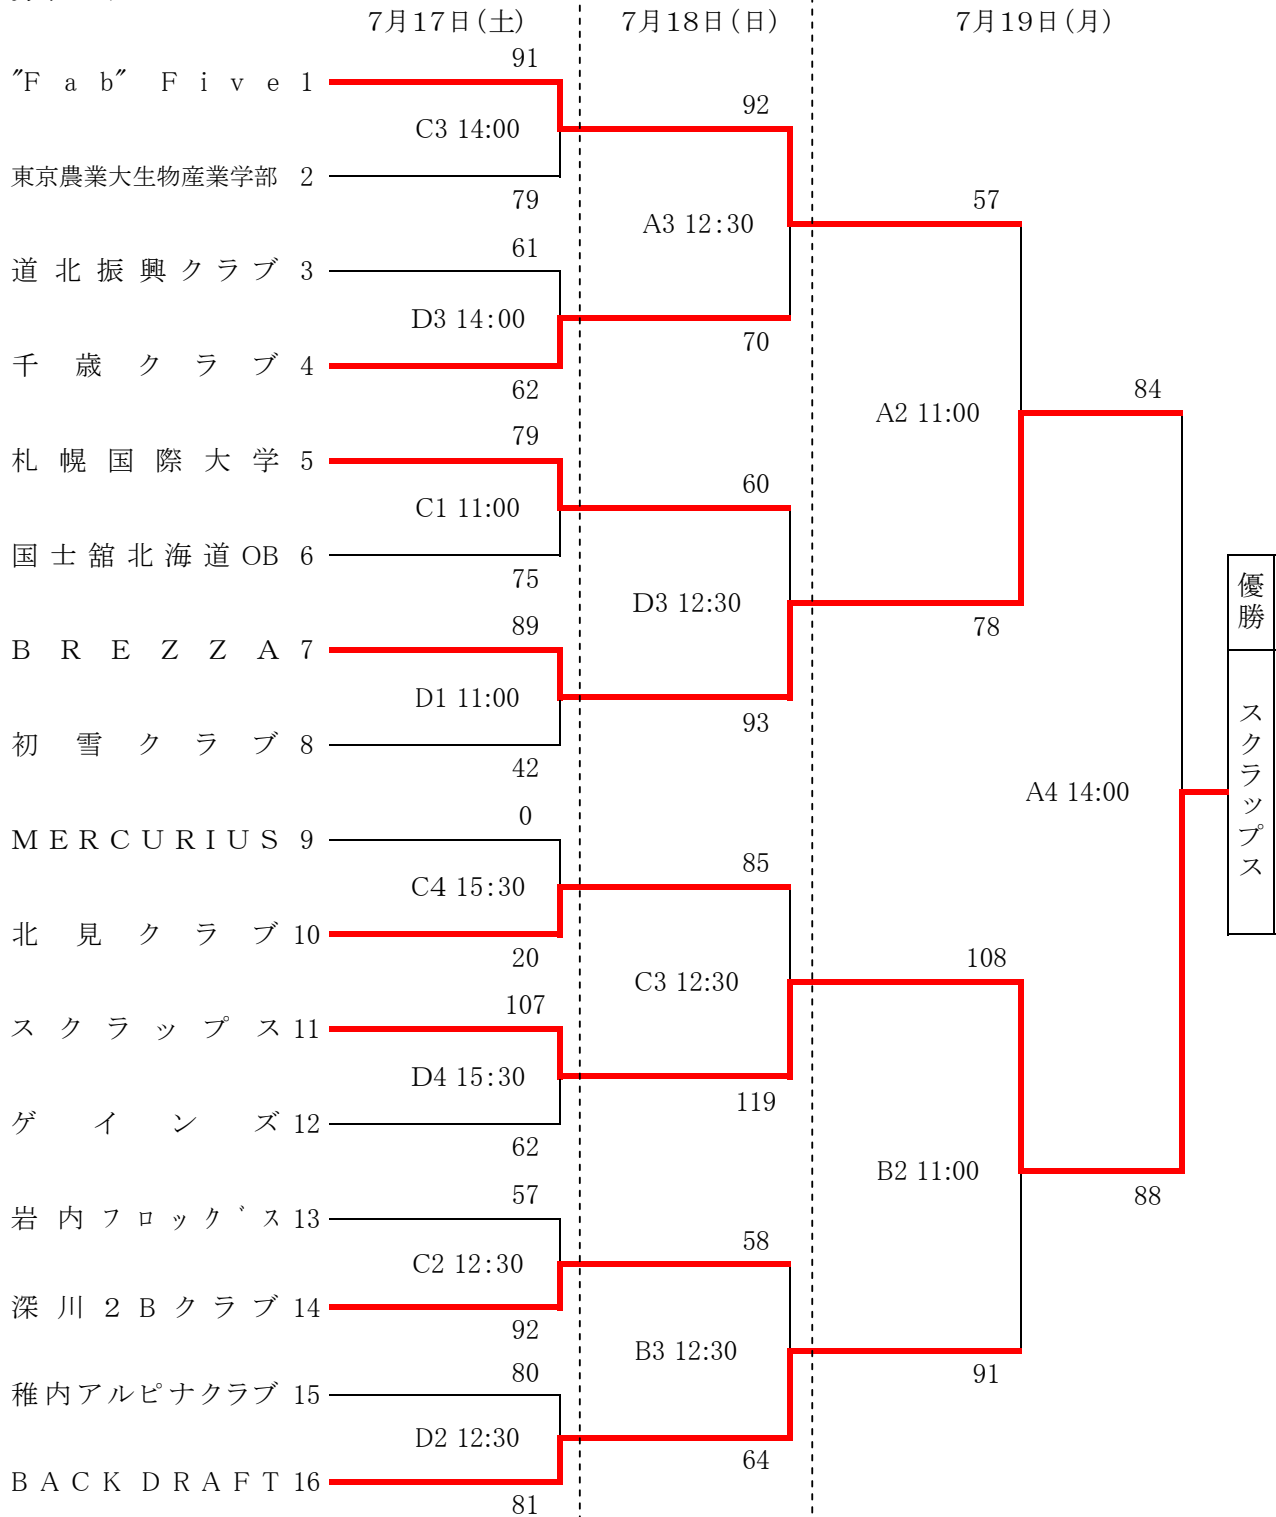 7月17日(土) 7月18日(日) 7月19日(月)
91
"Fab" Five 1
92
C3 14:00
東京農業大生物産業学部 2
79
57
A3 12:30
61
道北振興クラブ 3
D3 14:00
70
千歳クラブ 4
62
84
A2 11:00
79
札幌国際大学 5
60
C1 11:00
国士舘北海道OB 6
75
優勝
D3 12:30
89
78
BREZZA 7
D1 11:00
93
初雪クラブ 8
42
スクラップス
A4 14:00
0
MERCURIUS 9
85
C4 15:30
北見クラブ 10
20
108
C3 12:30
107
スクラップス 11
D4 15:30
119
ゲインズ 12
62
B2 11:00
57
88
岩内フロックﾞス 13
58
C2 12:30
深川2Bクラブ 14
92
B3 12:30
80
91
稚内アルピナクラブ 15
D2 12:30
64
BACK DRAFT 16
81